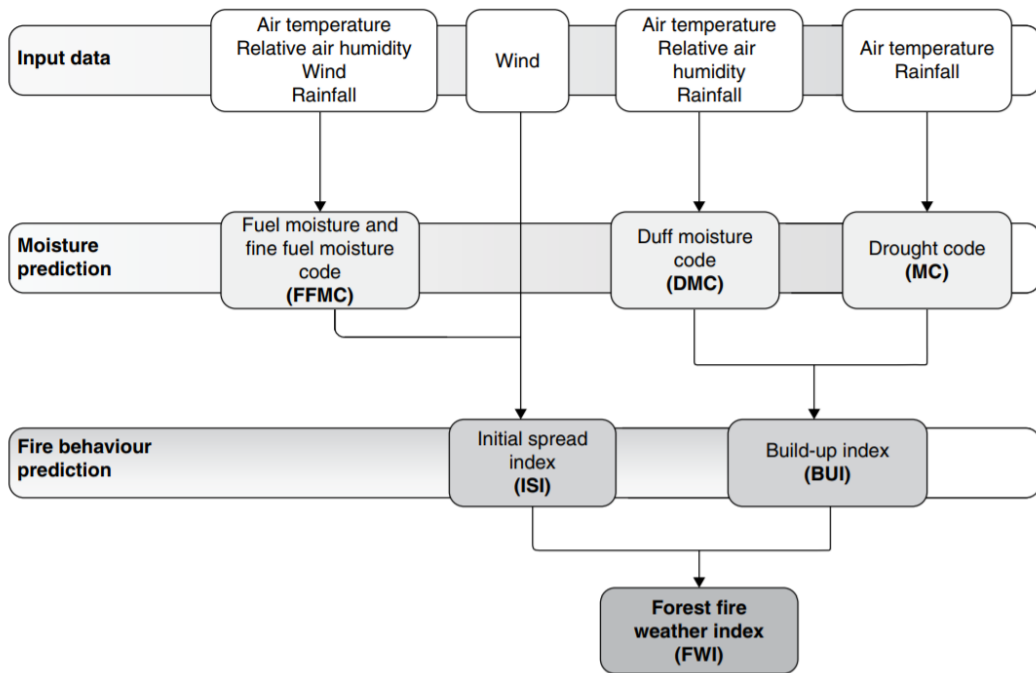 Input data
Air temperature
Relative air humidity
Wind
Rainfall
Wind
Air temperature
Relative air
humidity
Rainfall
Air temperature
Rainfall
Moisture
prediction
Fuel moisture and
fine fuel moisture
code
(FFMC)
Duff moisture
code
(DMC)
Drought code
(MC)
Fire behaviour
prediction
Initial spread
index
(ISI)
Build-up index
(BUI)
Forest fire
weather index
(FWI)